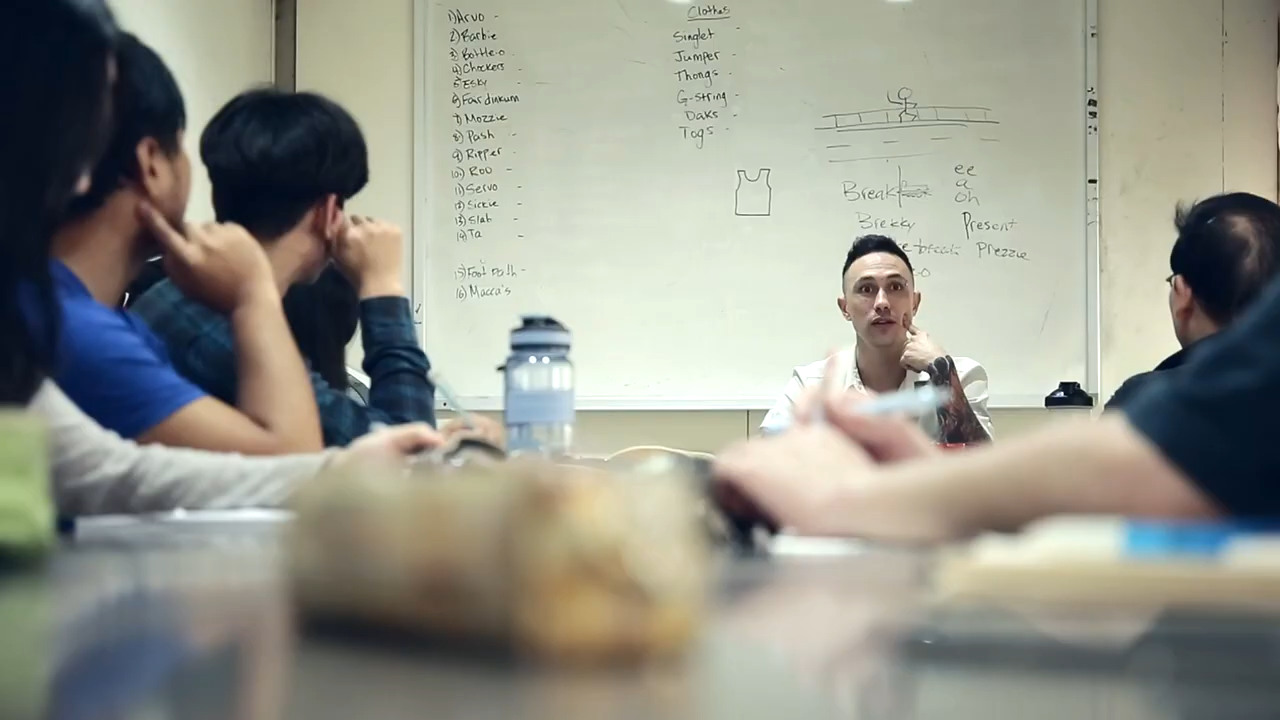 1) Arvo -
2) Barbie
3) Bottle-o -
4) Chockers -
5) Esky -
6) Fair dinkum
7) Mozzie
8) Push -
9) Ripper -
10) Roo -
11) Servo -
12) Sickie -
13) Slab -
14) Ta -
15) Foot path -
16) Macca's
Clothes
Singlet -
Jumper -
Thongs -
G-string -
Daks -
Togs -
Break
ee
a
oh
Brekky
Present
Prezzie